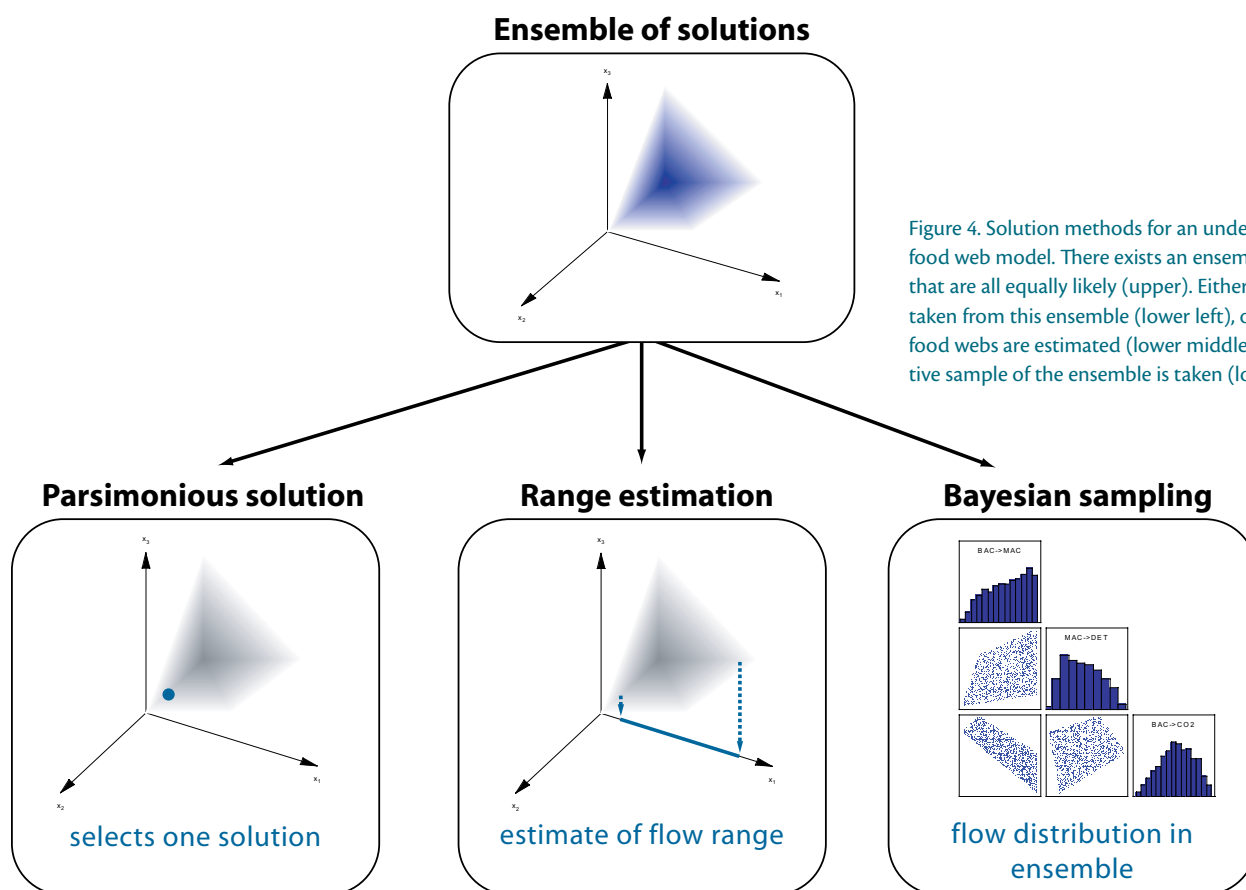 Ensemble of solutions
x3
x1
x2
Figure 4. Solution methods for an unde
food web model. There exists an ensem
that are all equally likely (upper). Either
taken from this ensemble (lower left), o
food webs are estimated (lower middle
tive sample of the ensemble is taken (lo
Parsimonious solution
x3
x1
x2
selects one solution
Range estimation
x3
x1
x2
estimate of flow range
Bayesian sampling
BAC->MAC
MAC->DET
BAC->CO2
flow distribution in
ensemble